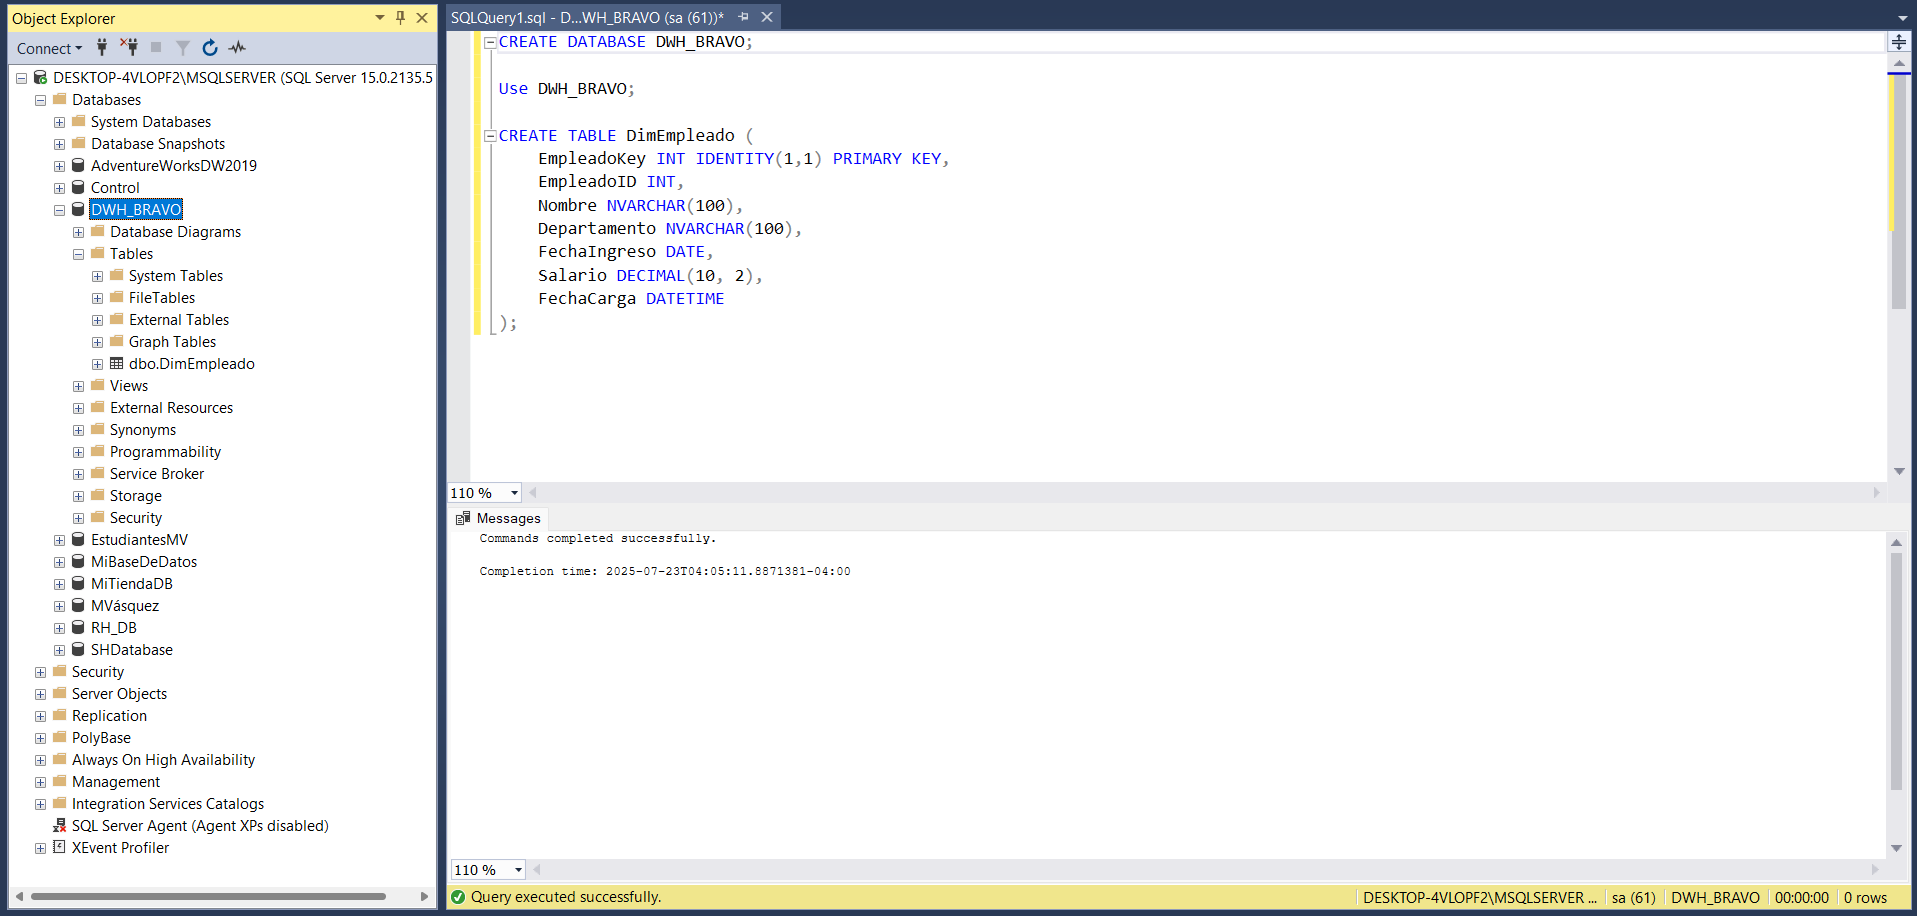 Object Explorer
Connect
DESKTOP-4VLOPF2\MSQLSERVER (SQL Server 15.0.2135.5
Databases
System Databases
Database Snapshots
AdventureWorksDW2019
Control
DWH_BRAVO
Database Diagrams
Tables
System Tables
FileTables
External Tables
Graph Tables
dbo.DimEmpleado
Views
External Resources
Synonyms
Programmability
Service Broker
Storage
Security
EstudiantesMV
MiBaseDeDatos
MiTiendaDB
MVásquez
RH_DB
SHDatabase
Security
Server Objects
Replication
PolyBase
Always On High Availability
Management
Integration Services Catalogs
SQL Server Agent (Agent XPs disabled)
XEvent Profiler
SQLQuery1.sql - D...WH_BRAVO (sa (61))*
CREATE DATABASE DWH_BRAVO;
Use DWH_BRAVO;
CREATE TABLE DimEmpleado (
EmpleadoKey INT IDENTITY(1,1) PRIMARY KEY,
EmpleadoID INT,
Nombre NVARCHAR(100),
Departamento NVARCHAR(100),
FechaIngreso DATE,
Salario DECIMAL(10, 2),
FechaCarga DATETIME
);
110 %
Messages
Commands completed successfully.
Completion time: 2025-07-23T04:05:11.8871381-04:00
110 %
Query executed successfully.
DESKTOP-4VLOPF2\MSQLSERVER ... sa (61) DWH_BRAVO 00:00:00 0 rows